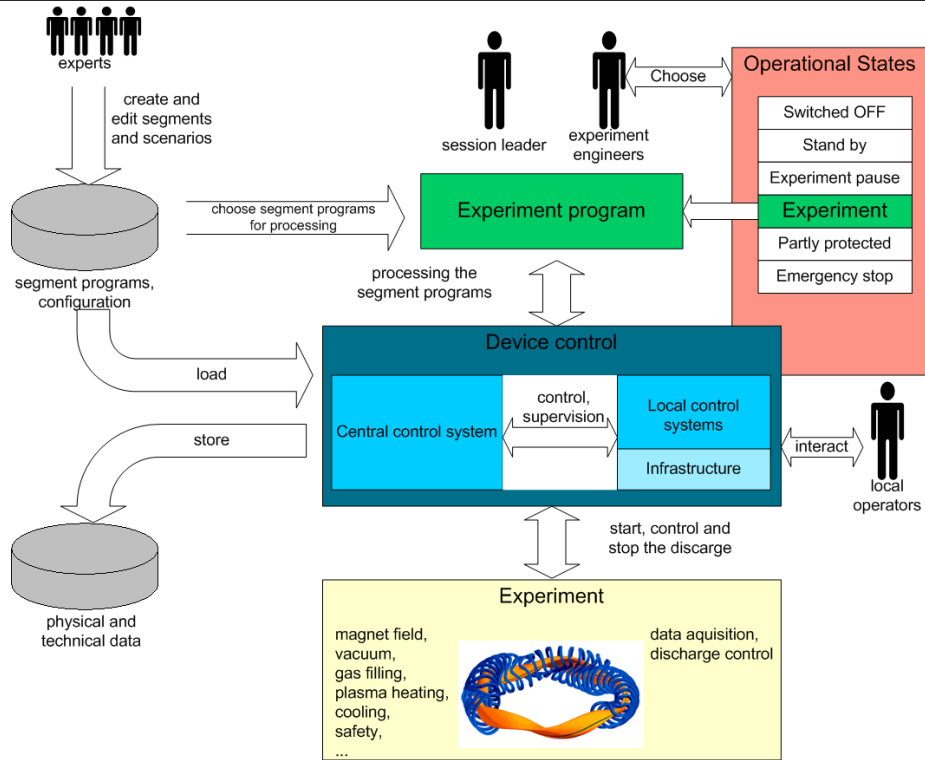 experts
create and
edit segments
and scenarios
session leader
experiment
engineers
Choose
Operational States
Switched OFF
Stand by
Experiment pause
Experiment
Partly protected
Emergency stop
choose segment programs
for processing
Experiment program
segment programs,
configuration
processing the
segment programs
load
Device control
Central control system
control,
supervision
Local control
systems
Infrastructure
interact
local
operators
store
physical and
technical data
start, control and
stop the discarge
Experiment
magnet field,
vacuum,
gas filling,
plasma heating,
cooling,
safety,
...
data aquisition,
discharge control